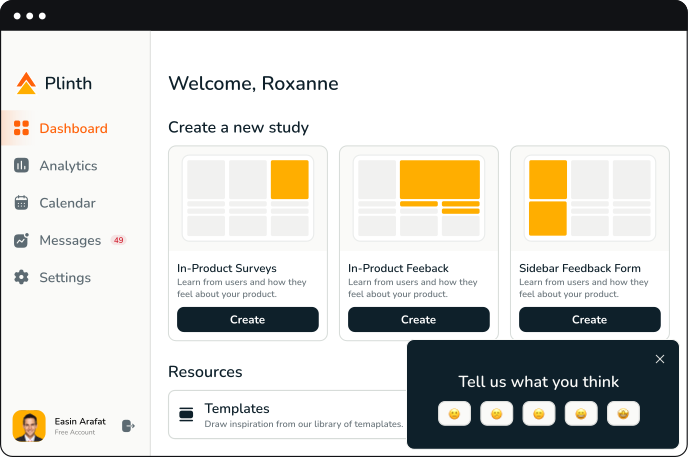 Plinth
Dashboard
Analytics
Calendar
Messages 49
Settings
Easin Arafat
Free Account
Welcome, Roxanne
Create a new study
In-Product Surveys
Learn from users and how they
feel about your product.
Create
In-Product Feeback
Learn from users and how they
feel about your product.
Create
Sidebar Feedback Form
Learn from users and how they
feel about your product.
Create
Resources
Templates
Draw inspiration from our library of temaplates.
Tell us what you think